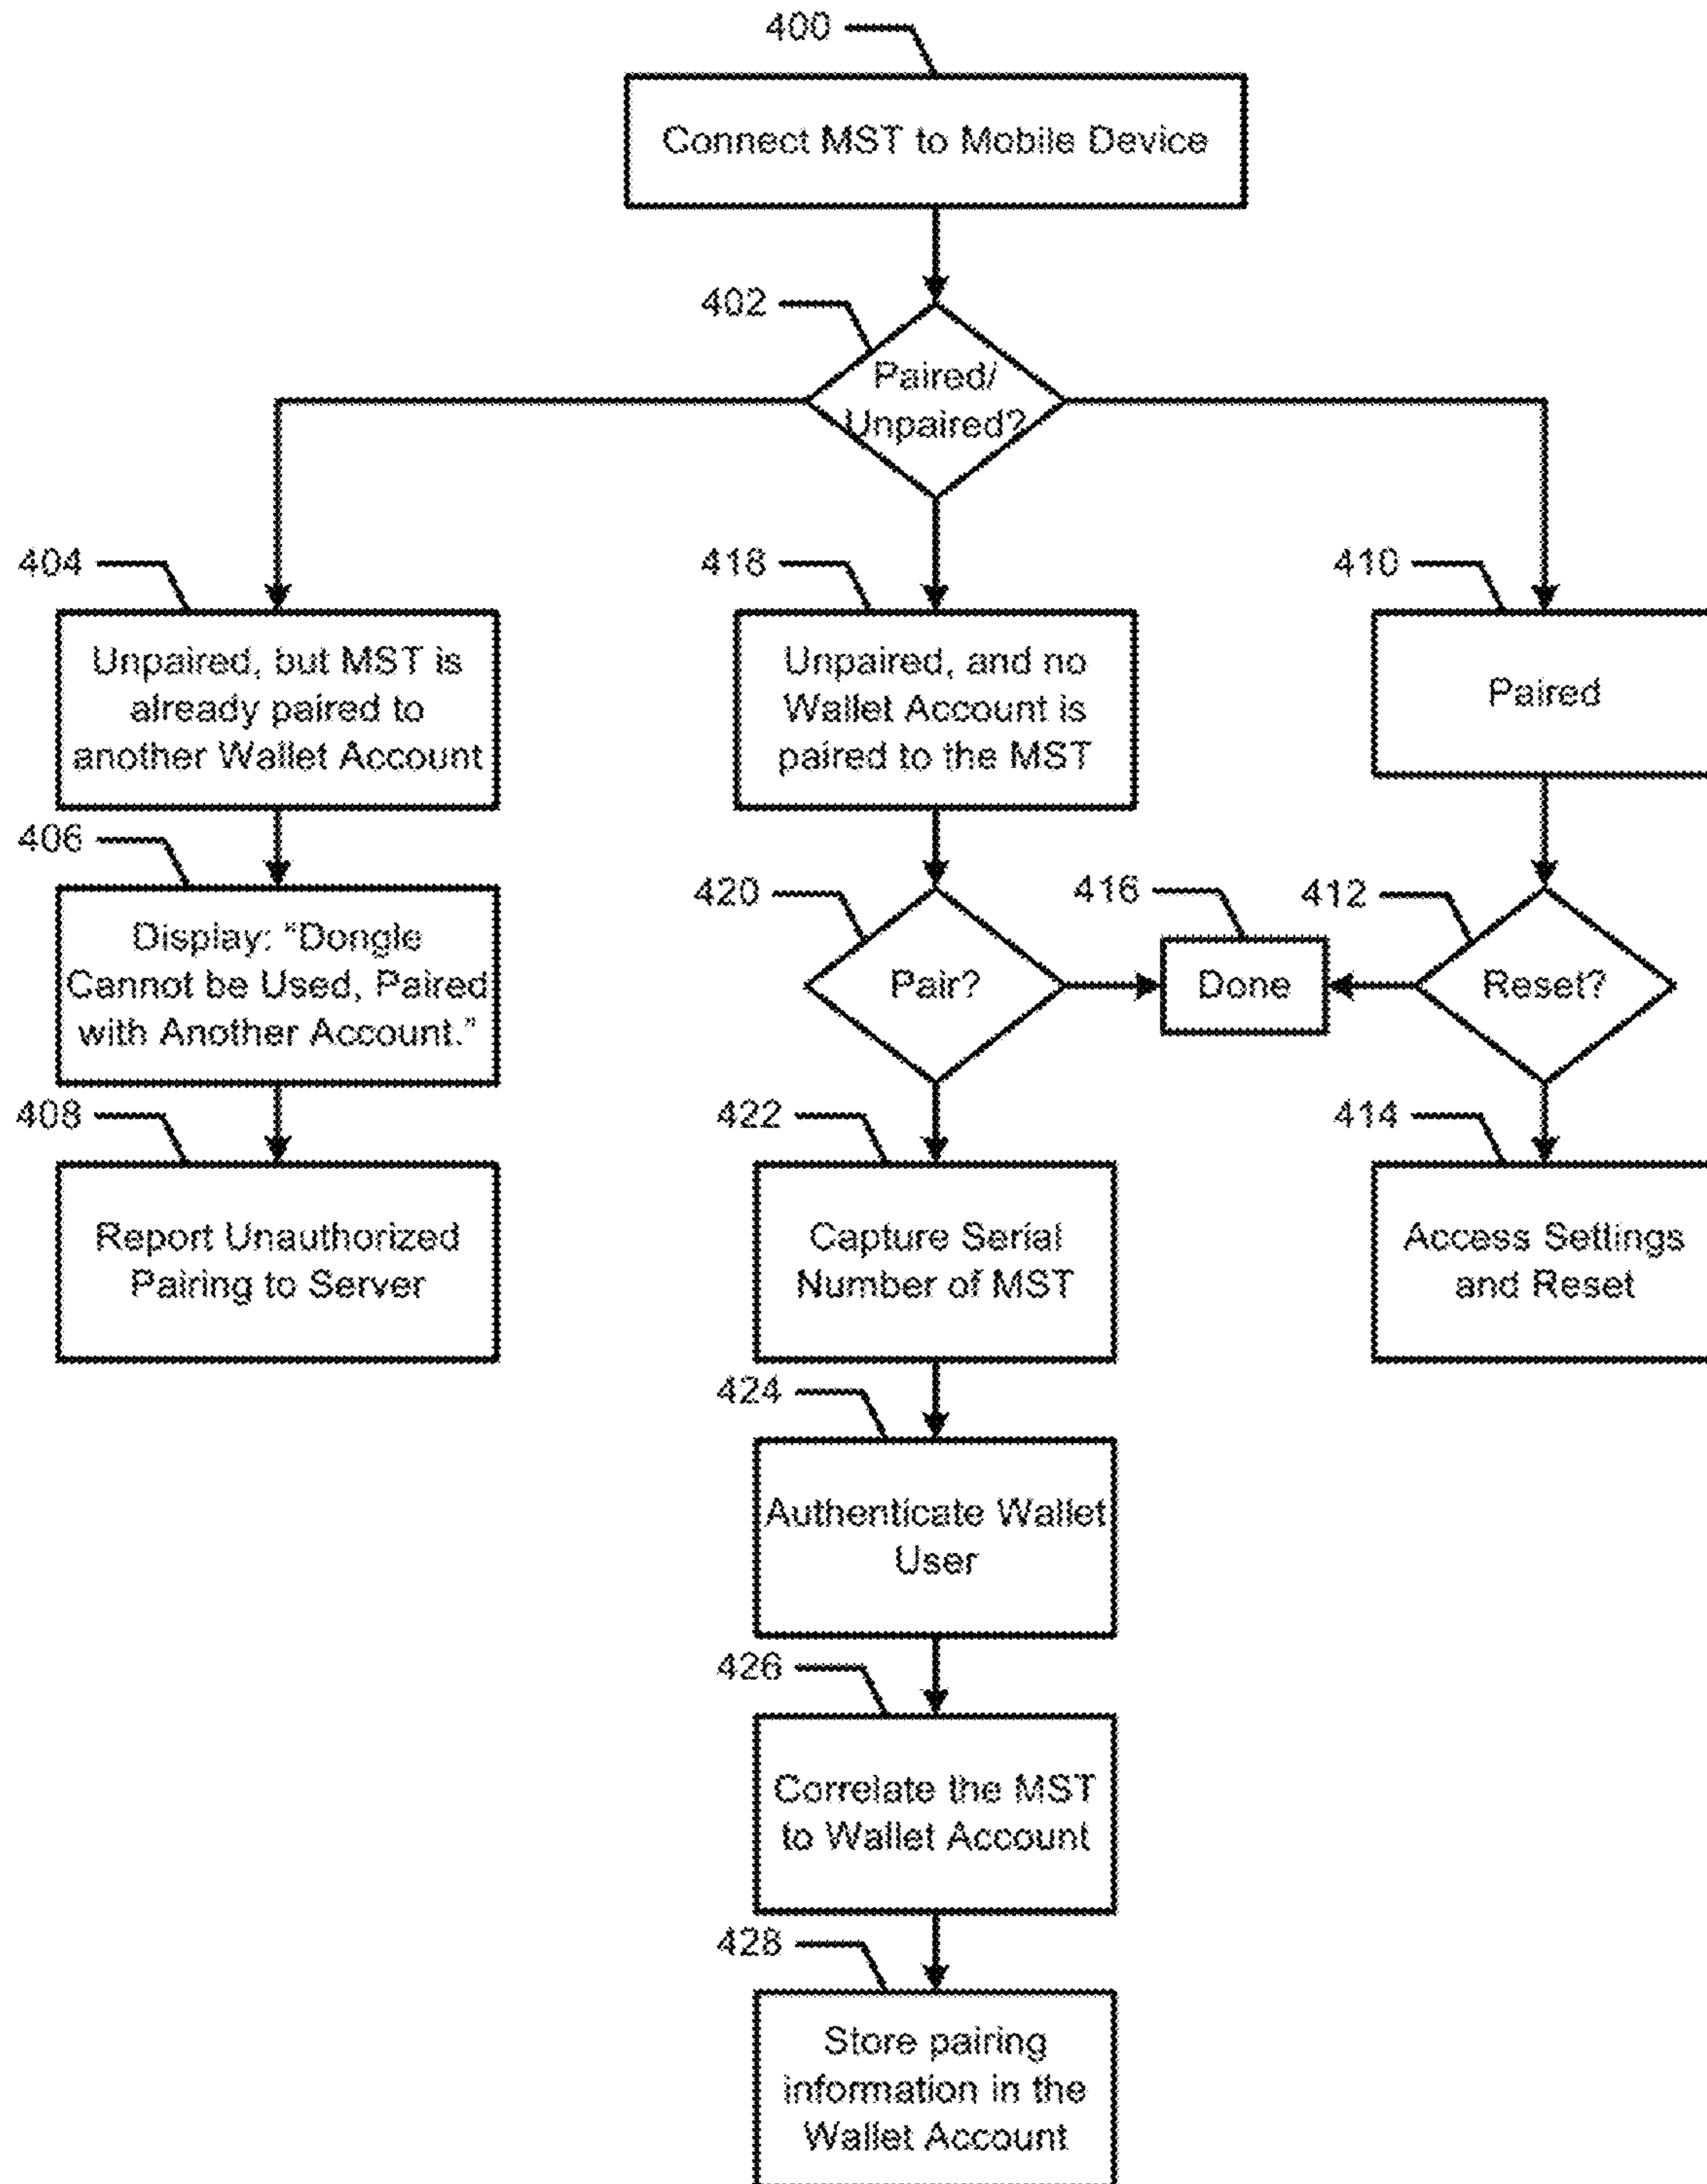 400
Connect MST to Mobile Device
402
Paired/
Unpaired?
404
Unpaired, but MST is
already paired to
another Wallet Account
418
Unpaired, and no
Wallet Account is
paired to the MST
410
Paired
406
Display: "Dongle
Cannot be Used, Paired
with Another Account."
420
Pair?
416
Done
412
Reset?
408
Report Unauthorized
Pairing to Server
422
Capture Serial
Number of MST
414
Access Settings
and Reset
424
Authenticate Wallet
User
426
Correlate the MST
to Wallet Account
428
Store pairing
information in the
Wallet Account